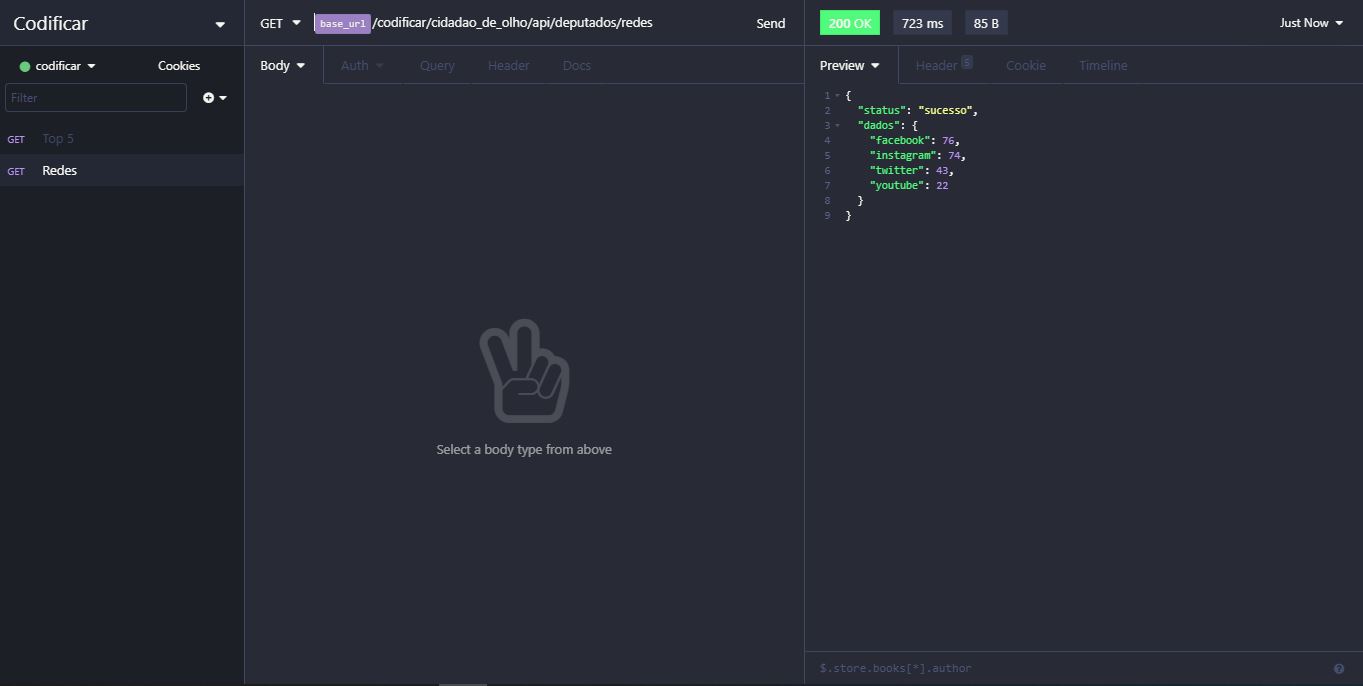 Codificar
codificar
Cookies
Filter
GET Top 5
GET Redes
GET base_url /codificar/cidadao_de_olho/api/deputados/redes Send
Body Auth Query Header Docs
Select a body type from above
200 OK 723 ms 85 B Just Now
Preview Header 5 Cookie Timeline
1 {
2 "status": "sucesso",
3 "dados": {
4 "facebook": 76,
5 "instagram": 74,
6 "twitter": 43,
7 "youtube": 22
8 }
9 }
$.store.books[*].author